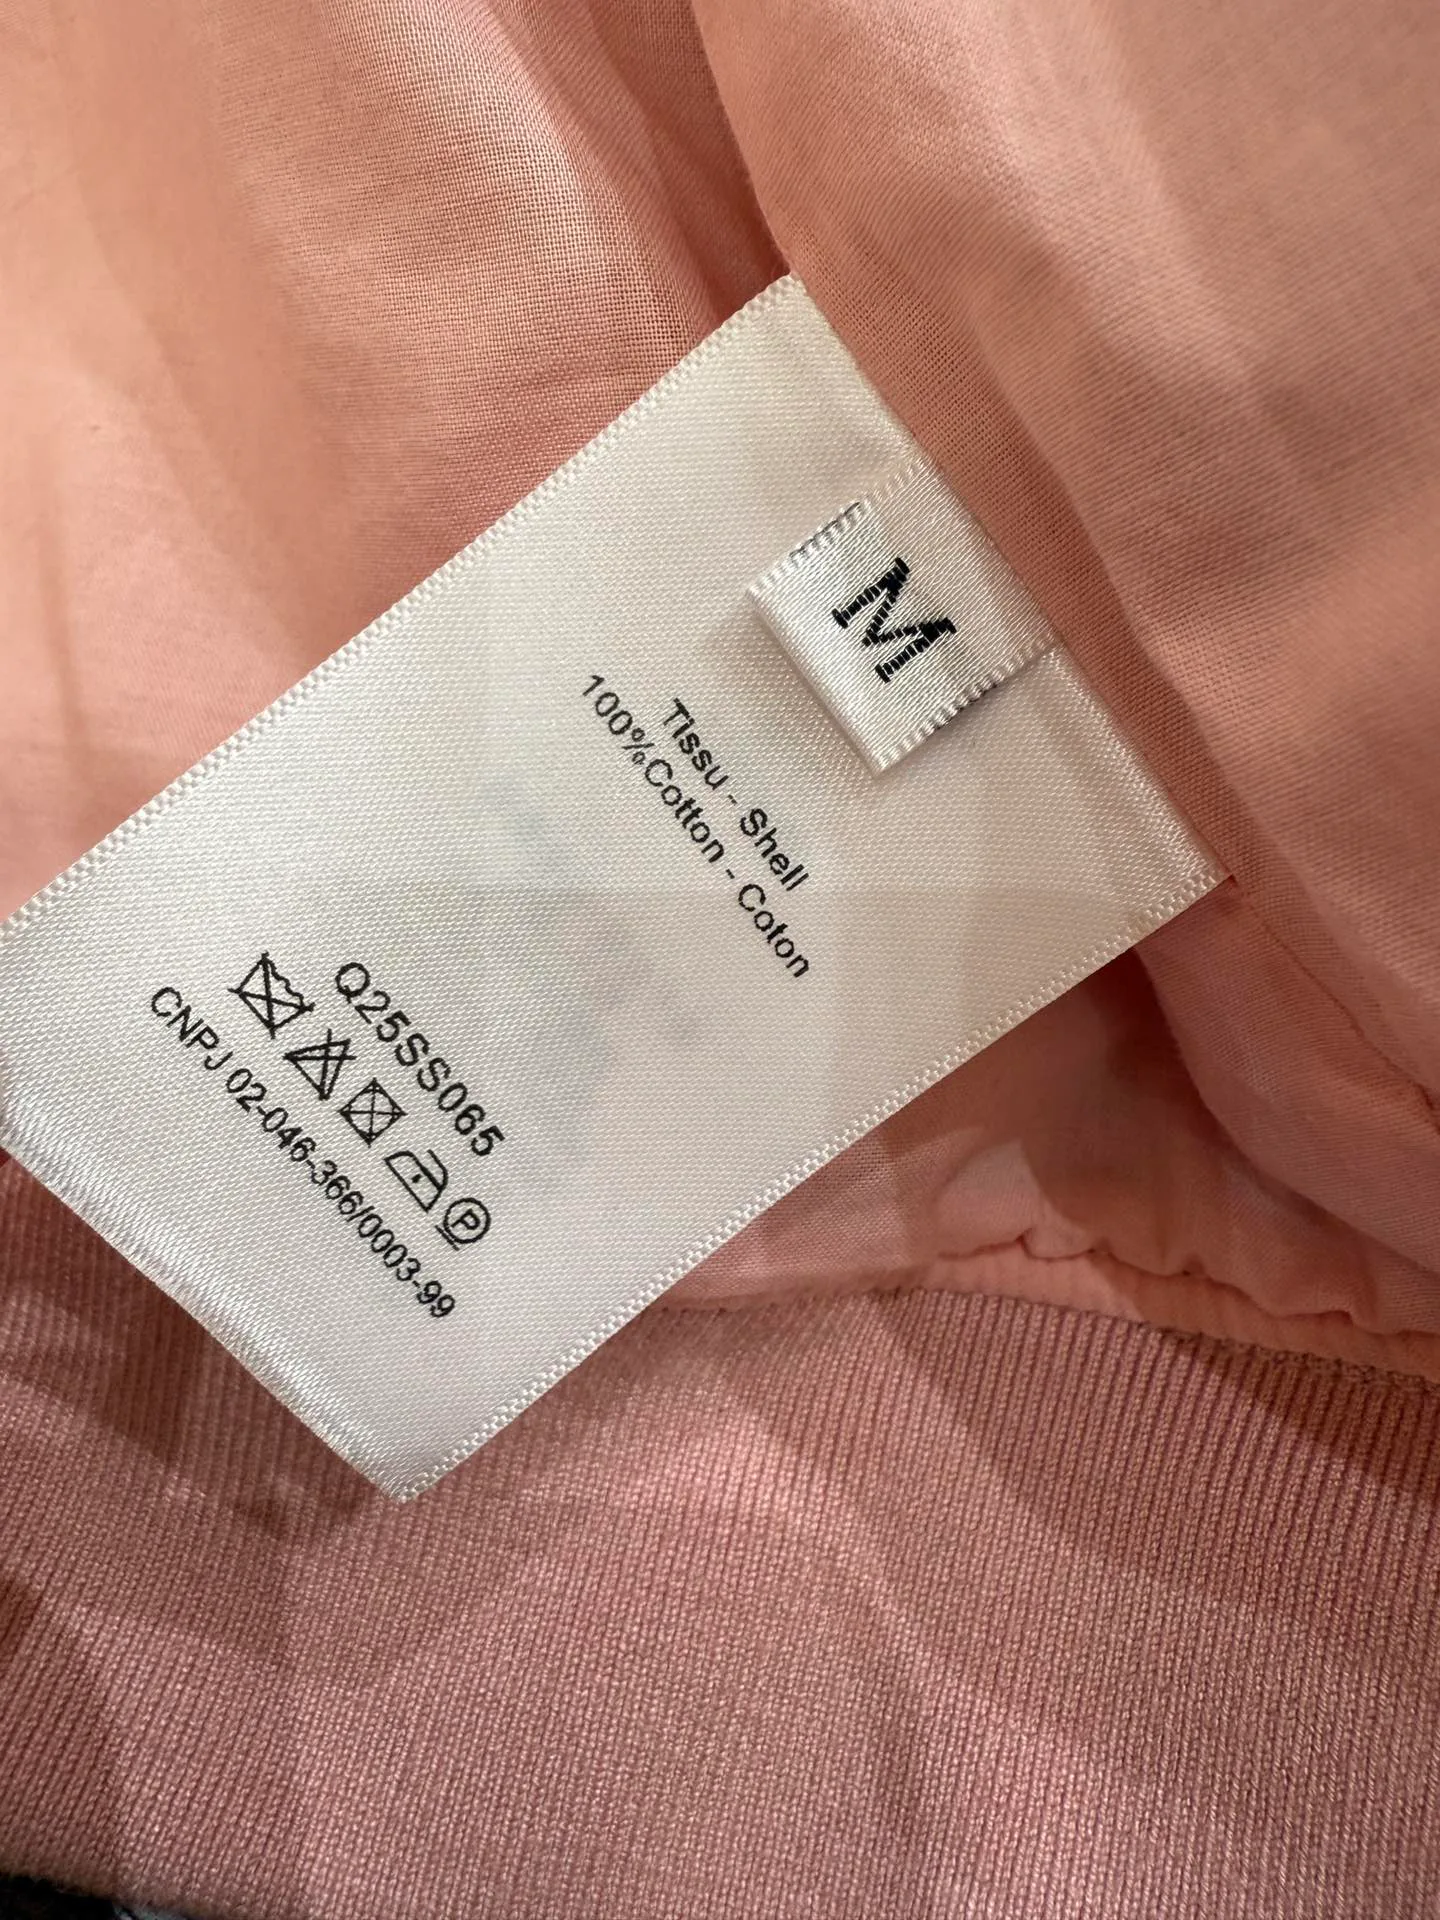 M
Tissu - Shell
100%Cotton - Coton
Q25SS065
P
CNPJ 02-046-366/0003-99